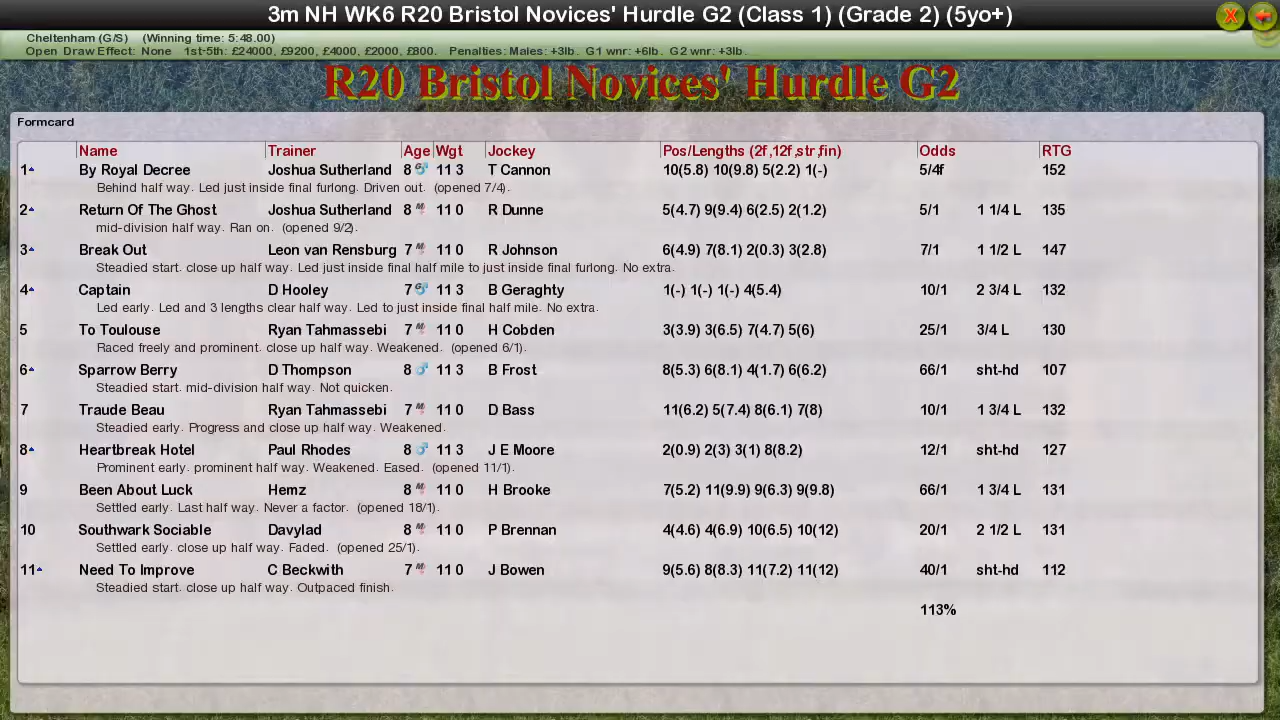 3m NH WK6 R20 Bristol Novices' Hurdle G2 (Class 1) (Grade 2) (5yo+)
Cheltenham (G/S) (Winning time: 5:48.00)
Open Draw Effect: None 1st-5th: £24000, £9200, £4000, £2000, £800. Penalties: Males: +3lb. G1 wnr: +6lb. G2 wnr: +3lb.
R20 Bristol Novices' Hurdle G2
Formcard
Name Trainer Age Wgt Jockey Pos/Lengths (2f,12f,str,fin) Odds RTG
1 By Royal Decree Joshua Sutherland 8 11 3 T Cannon 10(5.8) 10(9.8) 5(2.2) 1(-) 5/4f 152
Behind half way. Led just inside final furlong. Driven out. (opened 7/4).
2 Return Of The Ghost Joshua Sutherland 8 11 0 R Dunne 5(4.7) 9(9.4) 6(2.5) 2(1.2) 5/1 1 1/4 L 135
mid-division half way. Ran on. (opened 9/2).
3 Break Out Leon van Rensburg 7 11 0 R Johnson 6(4.9) 7(8.1) 2(0.3) 3(2.8) 7/1 1 1/2 L 147
Steadied start. close up half way. Led just inside final half mile to just inside final furlong. No extra.
4 Captain D Hooley 7 11 3 B Geraghty 1(-) 1(-) 1(-) 4(5.4) 10/1 2 3/4 L 132
Led early. Led and 3 lengths clear half way. Led to just inside final half mile. No extra.
5 To Toulouse Ryan Tahmassebi 7 11 0 H Cobden 3(3.9) 3(6.5) 7(4.7) 5(6) 25/1 3/4 L 130
Raced freely and prominent. close up half way. Weakened. (opened 6/1).
6 Sparrow Berry D Thompson 8 11 3 B Frost 8(5.3) 6(8.1) 4(1.7) 6(6.2) 66/1 sht-hd 107
Steadied start. mid-division half way. Not quicken.
7 Traude Beau Ryan Tahmassebi 7 11 0 D Bass 11(6.2) 5(7.4) 8(6.1) 7(8) 10/1 1 3/4 L 132
Steadied early. Progress and close up half way. Weakened.
8 Heartbreak Hotel Paul Rhodes 8 11 3 J E Moore 2(0.9) 2(3) 3(1) 8(8.2) 12/1 sht-hd 127
Prominent early. prominent half way. Weakened. Eased. (opened 11/1).
9 Been About Luck Hemz 8 11 0 H Brooke 7(5.2) 11(9.9) 9(6.3) 9(9.8) 66/1 1 3/4 L 131
Settled early. Last half way. Never a factor. (opened 18/1).
10 Southwark Sociable Davylad 8 11 0 P Brennan 4(4.6) 4(6.9) 10(6.5) 10(12) 20/1 2 1/2 L 131
Settled early. close up half way. Faded. (opened 25/1).
11 Need To Improve C Beckwith 7 11 0 J Bowen 9(5.6) 8(8.3) 11(7.2) 11(12) 40/1 sht-hd 112
Steadied start. close up half way. Outpaced finish.
113%